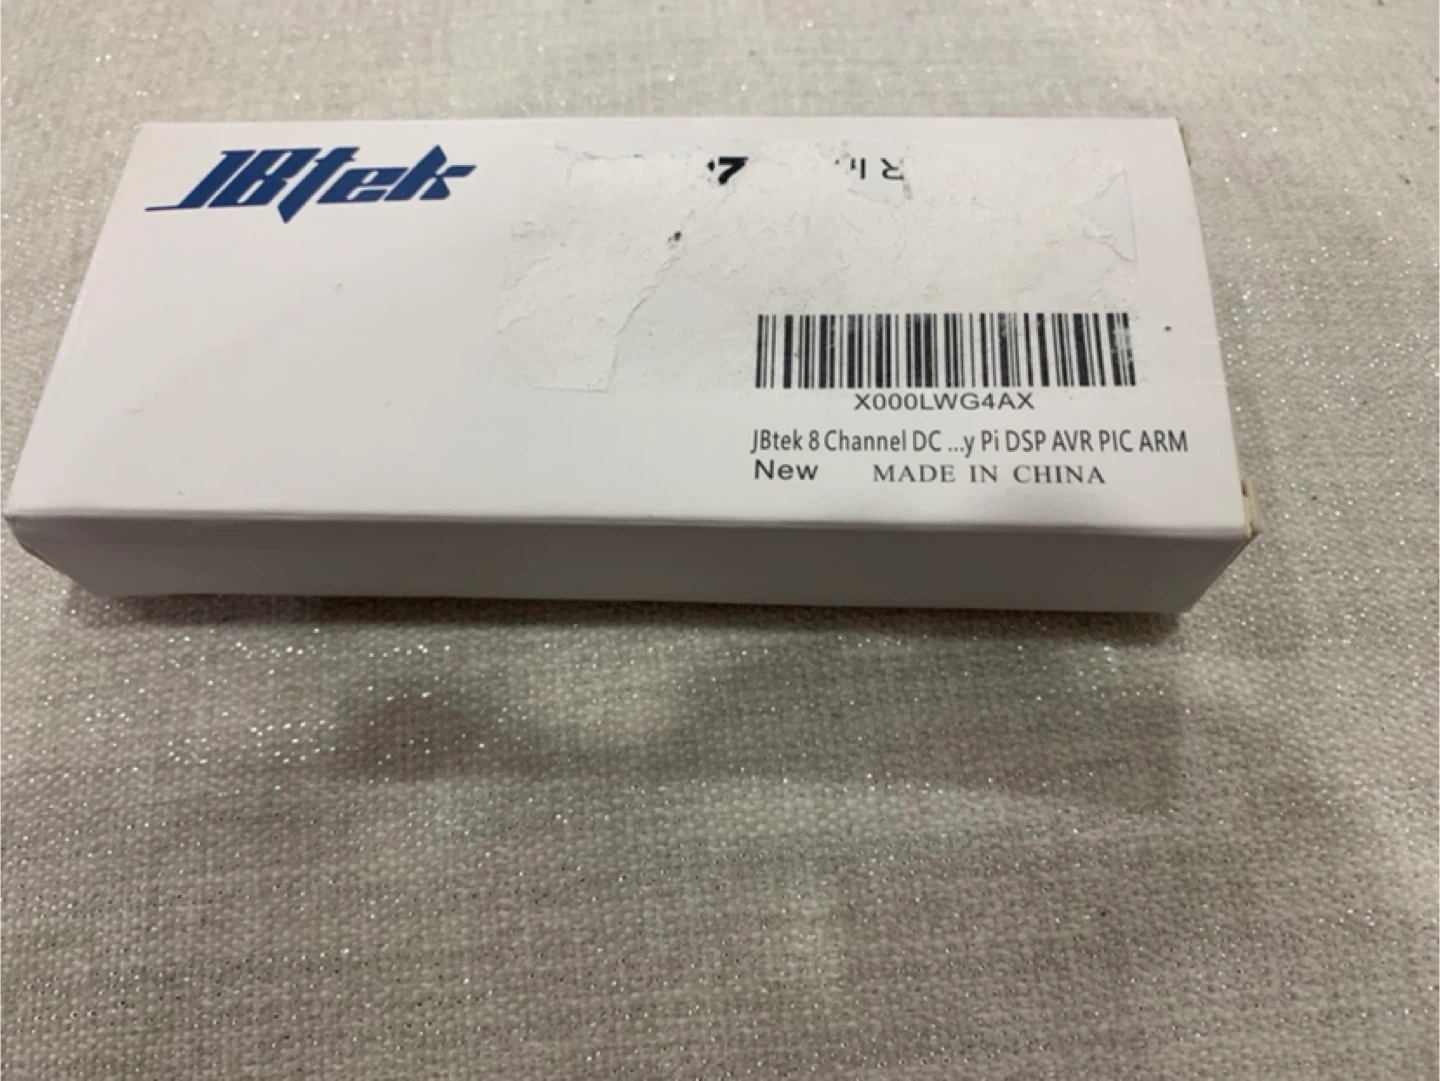 JBtek
X000LWG4AX
JBtek 8 Channel DC ...y Pi DSP AVR PIC ARM
New MADE IN CHINA